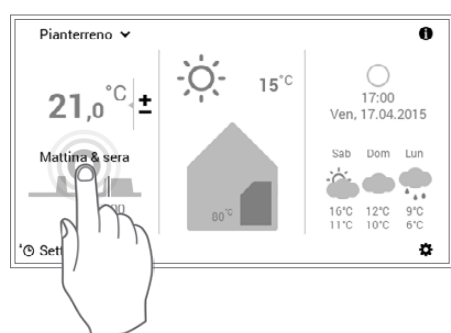 Pianterreno
21,0 °C ±
Mattina & sera
15°C
80°C
17:00
Ven, 17.04.2015
Sab Dom Lun
16°C 12°C 9°C
11°C 10°C 6°C